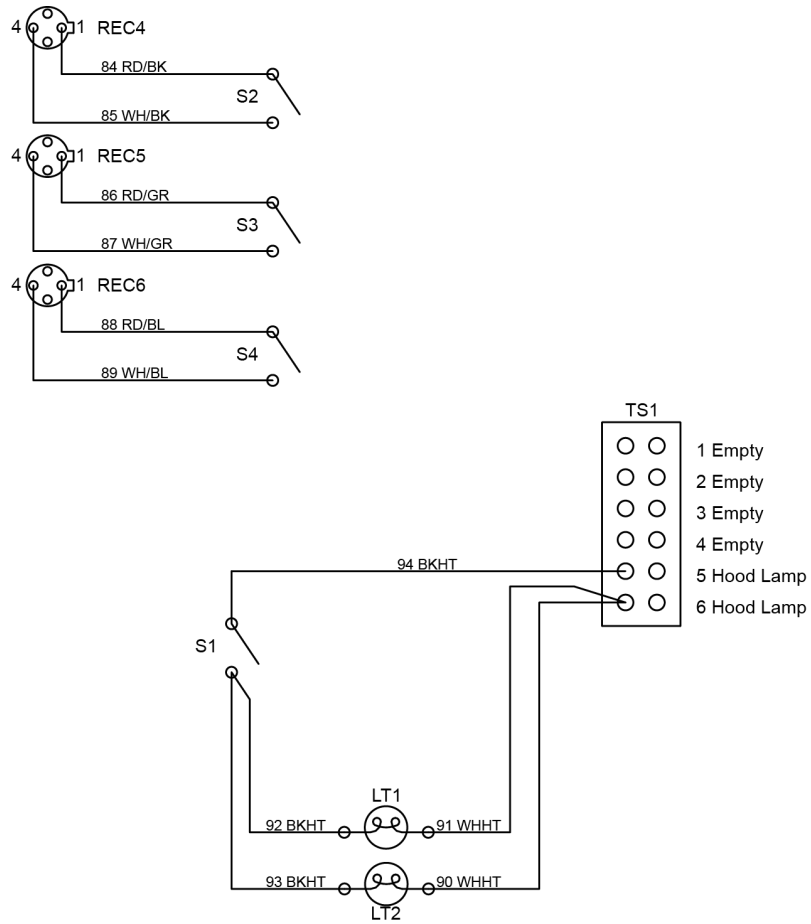 4 1 REC4
84 RD/BK
S2
85 WH/BK
4 1 REC5
86 RD/GR
S3
87 WH/GR
4 1 REC6
88 RD/BL
S4
89 WH/BL
TS1
1 Empty
2 Empty
3 Empty
4 Empty
94 BKHT
5 Hood Lamp
6 Hood Lamp
S1
LT1
92 BKHT 91 WHHT
93 BKHT 90 WHHT
LT2